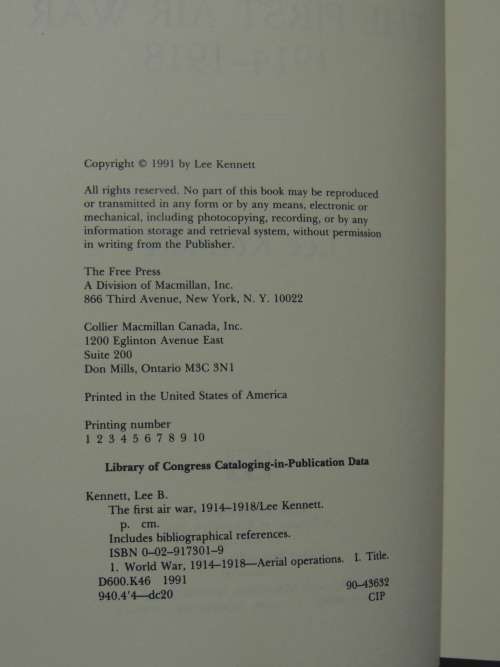 Copyright © 1991 by Lee Kennett
All rights reserved. No part of this book may be reproduced
or transmitted in any form or by any means, electronic or
mechanical, including photocopying, recording, or by any
information storage and retrieval system, without permission
in writing from the Publisher.
The Free Press
A Division of Macmillan, Inc.
866 Third Avenue, New York, N. Y. 10022
Collier Macmillan Canada, Inc.
1200 Eglinton Avenue East
Suite 200
Don Mills, Ontario M3C 3N1
Printed in the United States of America
Printing number
1 2 3 4 5 6 7 8 9 10
Library of Congress Cataloging-in-Publication Data
Kennett, Lee B.
The first air war, 1914–1918/Lee Kennett.
p. cm.
Includes bibliographical references.
ISBN 0–02–917301–9
1. World War, 1914–1918—Aerial operations. I. Title.
D600.K46 1991
940.4'4—dc20
90–43632
CIP